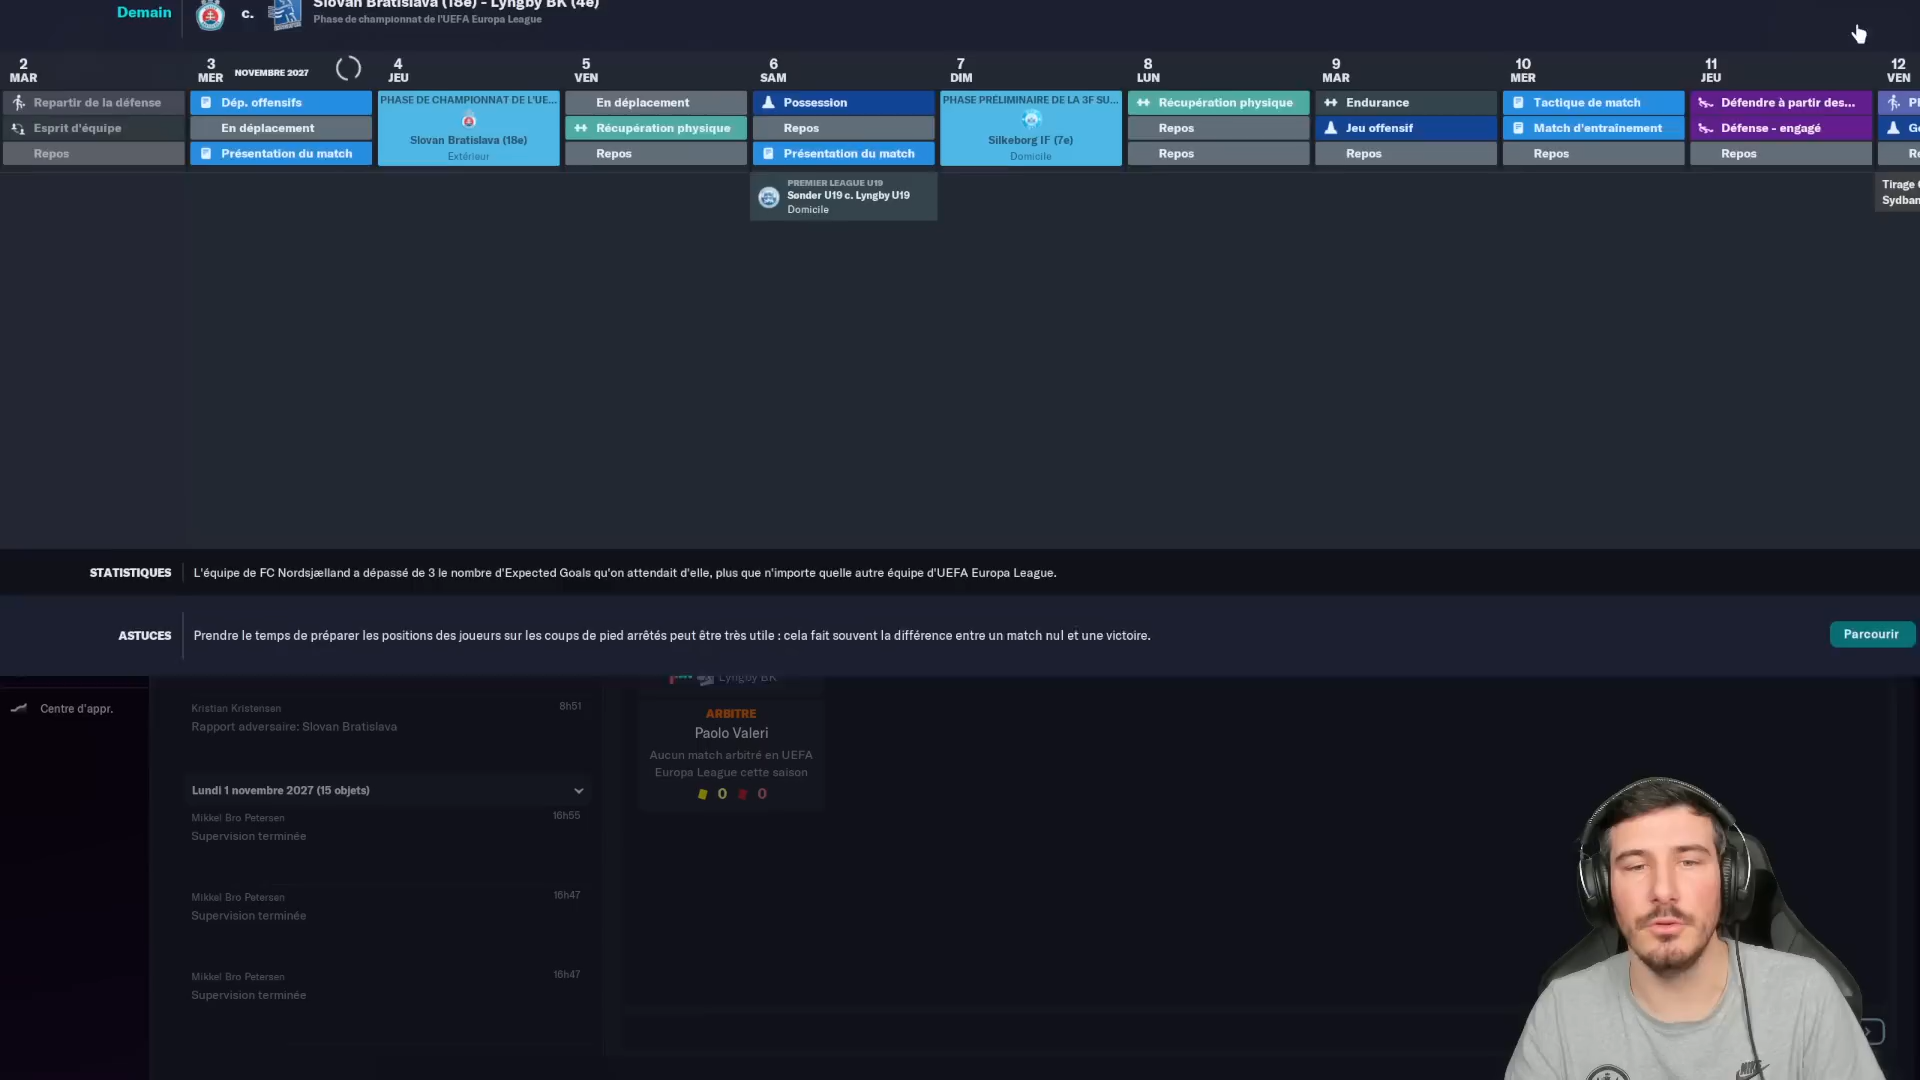 Demain
c.
Slovan Bratislava (18e) - Lyngby BK (4e)
Phase de championnat de l'UEFA Europa League
2
MAR
3
MER
NOVEMBRE 2027
4
JEU
5
VEN
6
SAM
7
DIM
8
LUN
9
MAR
10
MER
11
JEU
12
VEN
Repartir de la défense
Esprit d'équipe
Repos
Dép. offensifs
En déplacement
Présentation du match
PHASE DE CHAMPIONNAT DE L'UE...
Slovan Bratislava (18e)
Extérieur
En déplacement
Récupération physique
Repos
Possession
Repos
Présentation du match
PREMIER LEAGUE U19
Sønder U19 c. Lyngby U19
Domicile
PHASE PRÉLIMINAIRE DE LA 3F SU...
Silkeborg IF (7e)
Domicile
Récupération physique
Repos
Repos
Endurance
Jeu offensif
Repos
Tactique de match
Match d'entraînement
Repos
Défendre à partir des...
Défense - engagé
Repos
Tirage
Sydban
STATISTIQUES
L'équipe de FC Nordsjælland a dépassé de 3 le nombre d'Expected Goals qu'on attendait d'elle, plus que n'importe quelle autre équipe d'UEFA Europa League.
ASTUCES
Prendre le temps de préparer les positions des joueurs sur les coups de pied arrêtés peut être très utile : cela fait souvent la différence entre un match nul et une victoire.
Parcourir
Centre d'appr.
Kristian Kristensen
8h51
Rapport adversaire: Slovan Bratislava
Lundi 1 novembre 2027 (15 objets)
Mikkel Bro Petersen
16h55
Supervision terminée
Mikkel Bro Petersen
16h47
Supervision terminée
Mikkel Bro Petersen
16h47
Supervision terminée
Lyngby BK
ARBITRE
Paolo Valeri
Aucun match arbitré en UEFA
Europa League cette saison
0
0